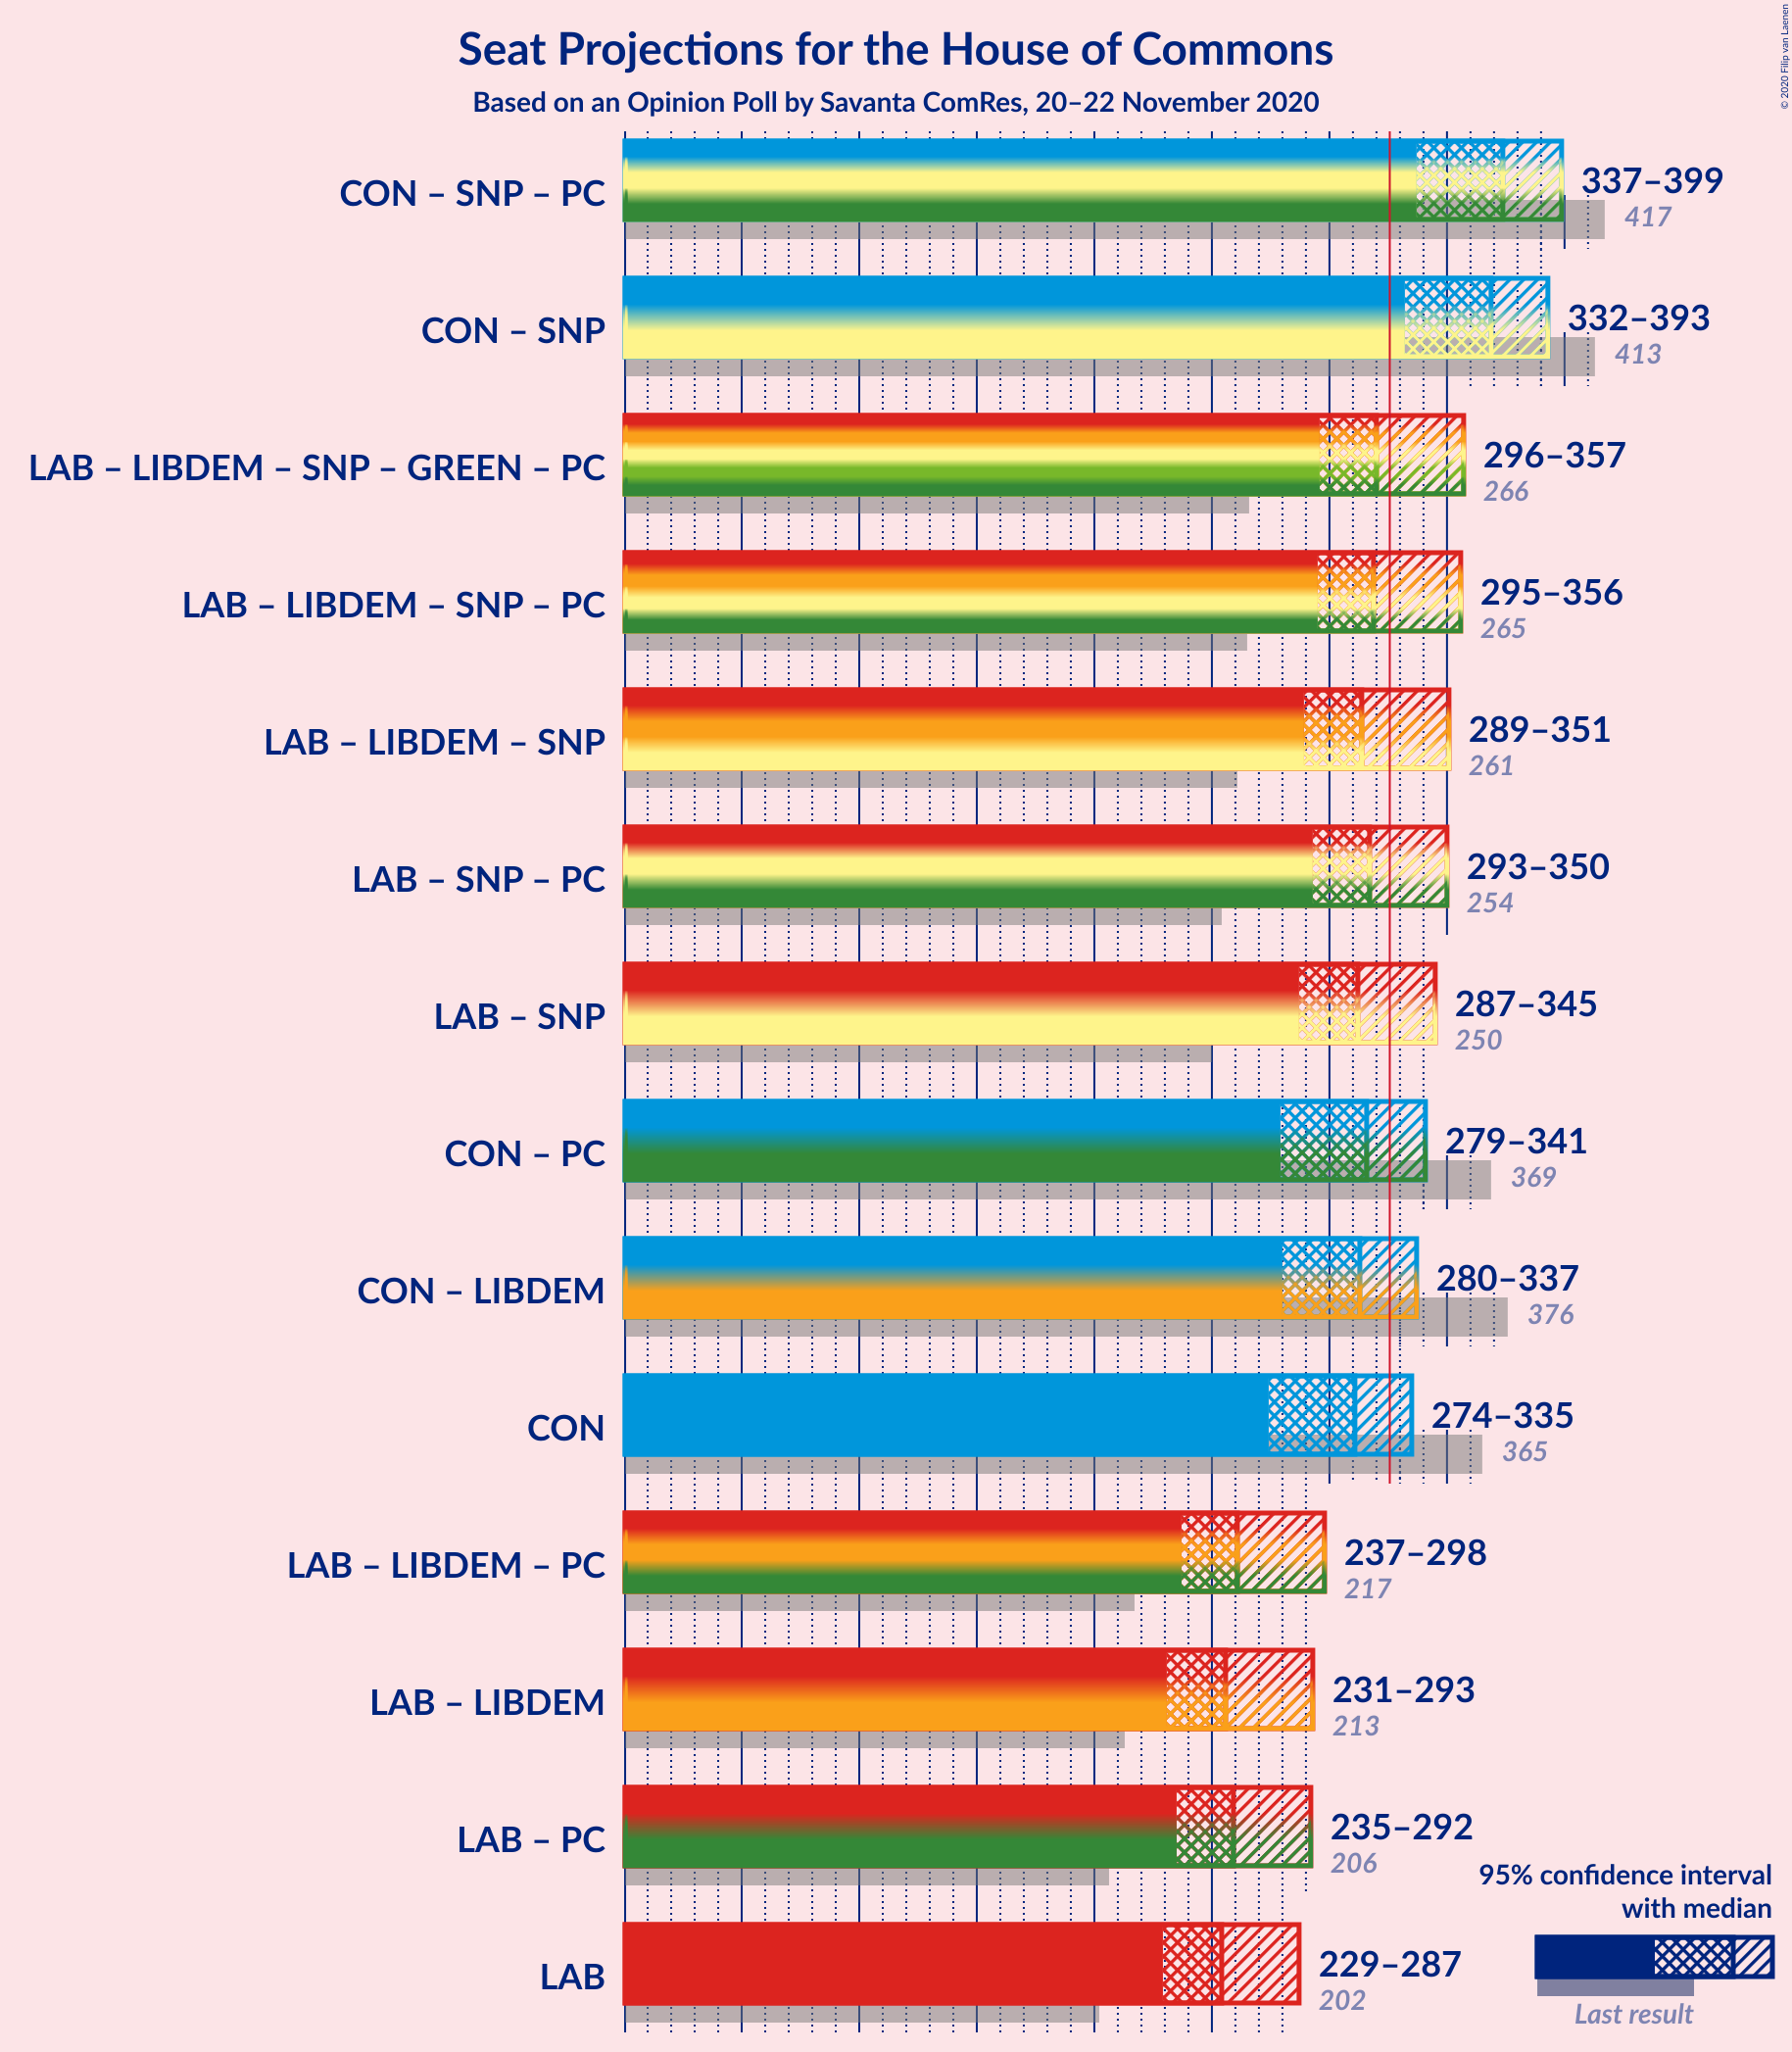 Seat Projections for the House of Commons
Based on an Opinion Poll by Savanta ComRes, 20–22 November 2020
© 2020 Filip van Laenen
CON – SNP – PC
337–399
417
CON – SNP
332–393
413
LAB – LIBDEM – SNP – GREEN – PC
296–357
266
LAB – LIBDEM – SNP – PC
295–356
265
LAB – LIBDEM – SNP
289–351
261
LAB – SNP – PC
293–350
254
LAB – SNP
287–345
250
CON – PC
279–341
369
CON – LIBDEM
280–337
376
CON
274–335
365
LAB – LIBDEM – PC
237–298
217
LAB – LIBDEM
231–293
213
LAB – PC
235–292
206
LAB
229–287
202
95% confidence interval
with median
Last result